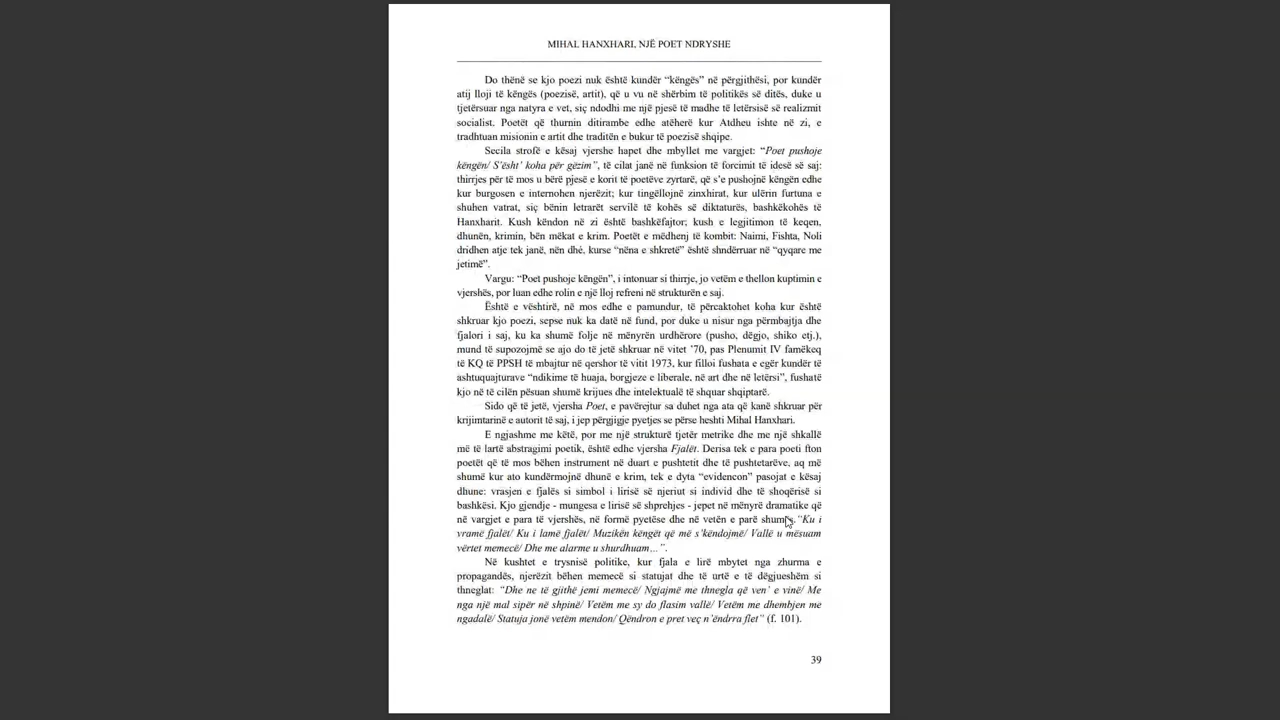 MIHAL HANXHARI, NJË POET NDRYSHE
Do thënë se kjo poezi nuk është kundër “këngës” në përgjithësi, por kundër
atij lloji të këngës (poezisë, artit), që u vu në shërbim të politikës së ditës, duke u
tjetërsuar nga natyra e vet, siç ndodhi me një pjesë të madhe të letërsisë së realizmit
socialist. Poetët që thurnin ditirambe edhe atëherë kur Atdheu ishte në zi, e
tradhtuan misionin e artit dhe traditën e bukur të poezisë shqipe.
Secila strofë e kësaj vjershe hapet dhe mbyllet me vargjet: “Poet pushoje
këngën/ S’ësht’ koha për gëzim”, të cilat janë në funksion të forcimit të idesë së saj:
thirrjes për të mos u bërë pjesë e korit të poetëve zyrtarë, që s’e pushojnë këngën edhe
kur burgosen e internohen njerëzit; kur tingëllojnë zinxhirat, kur ulërin furtuna e
shuhen vatrat, siç bënin letrarët servilë të kohës së diktaturës, bashkëkohës të
Hanxharit. Kush këndon në zi është bashkëfajtor; kush e legjitimon të keqen,
dhunën, krimin, bën mëkat e krim. Poetët e mëdhenj të kombit: Naimi, Fishta, Noli
dridhen atje tek janë, nën dhé, kurse “nëna e shkretë” është shndërruar në “qyqare me
jetimë”.
Vargu: “Poet pushoje këngën”, i intonuar si thirrje, jo vetëm e thellon kuptimin e
vjershës, por luan edhe rolin e një lloj refreni në strukturën e saj.
Është e vështirë, në mos edhe e pamundur, të përcaktohet koha kur është
shkruar kjo poezi, sepse nuk ka datë në fund, por duke u nisur nga përmbajtja dhe
fjalori i saj, ku ka shumë folje në mënyrën urdhërore (pusho, dëgjo, shiko etj.),
mund të supozojmë se ajo do të jetë shkruar në vitet ’70, pas Plenumit IV famëkeq
të KQ të PPSH të mbajtur në qershor të vitit 1973, kur filloi fushata e egër kundër të
ashtuquajturave “ndikime të huaja, borgjeze e liberale, në art dhe në letërsi”, fushatë
kjo në të cilën pësuan shumë krijues dhe intelektualë të shquar shqiptarë.
Sido që të jetë, vjersha Poet, e pavërejtur sa duhet nga ata që kanë shkruar për
krijimtarinë e autorit të saj, i jep përgjigje pyetjes se përse heshti Mihal Hanxhari.
E ngjashme me këtë, por me një strukturë tjetër metrike dhe me një shkallë
më të lartë abstragimi poetik, është edhe vjersha Fjalët. Derisa tek e para poeti fton
poetët që të mos bëhen instrument në duart e pushtetit dhe të pushtetarëve, aq më
shumë kur ato kundërmojnë dhunë e krim, tek e dyta “evidencon” pasojat e kësaj
dhune: vrasjen e fjalës si simbol i lirisë së njeriut si individ dhe të shoqërisë si
bashkësi. Kjo gjendje - mungesa e lirisë së shprehjes - jepet në mënyrë dramatike që
në vargjet e para të vjershës, në formë pyetëse dhe në vetën e parë shumës. “Ku i
vramë fjalët/ Ku i lamë fjalët/ Muzikën këngët që më s’këndojmë/ Vallë u mësuam
vërtet memecë/ Dhe me alarme u shurdhuam…”.
Në kushtet e trysnisë politike, kur fjala e lirë mbytet nga zhurma e
propagandës, njerëzit bëhen memecë si statujat dhe të urtë e të dëgjueshëm si
thneglat: “Dhe ne të gjithë jemi memecë/ Ngjajmë me thnegla që ven’ e vinë/ Me
nga një mal sipër në shpinë/ Vetëm me sy do flasim vallë/ Vetëm me dhembjen me
ngadalë/ Statuja jonë vetëm mendon/ Qëndron e pret veç n’ëndrra flet” (f. 101).
39